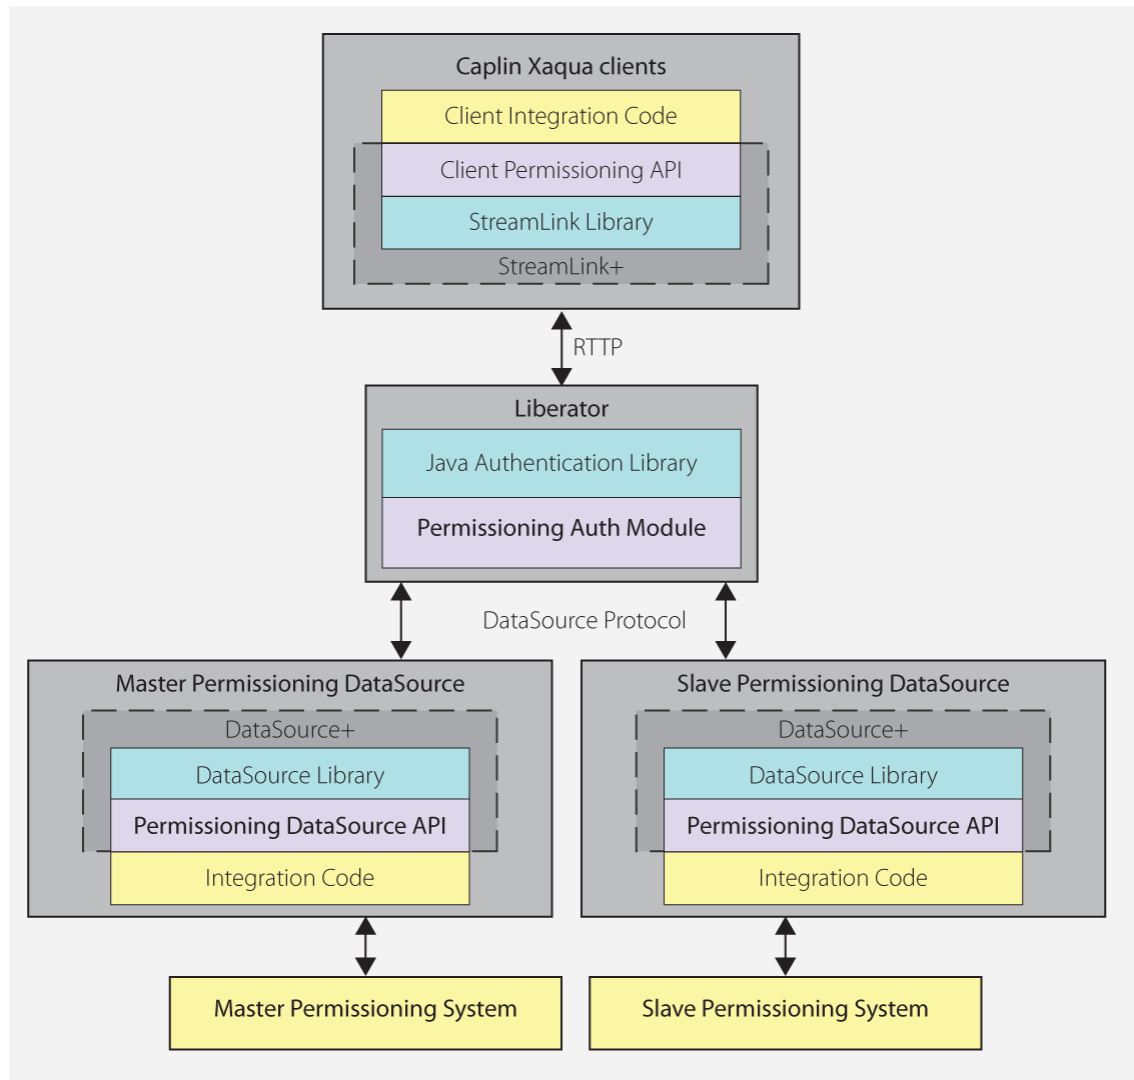 Caplin Xaqua clients
Client Integration Code
Client Permissioning API
StreamLink Library
StreamLink+
RTTP
Liberator
Java Authentication Library
Permissioning Auth Module
DataSource Protocol
Master Permissioning DataSource
DataSource+
DataSource Library
Permissioning DataSource API
Integration Code
Slave Permissioning DataSource
DataSource+
DataSource Library
Permissioning DataSource API
Integration Code
Master Permissioning System
Slave Permissioning System